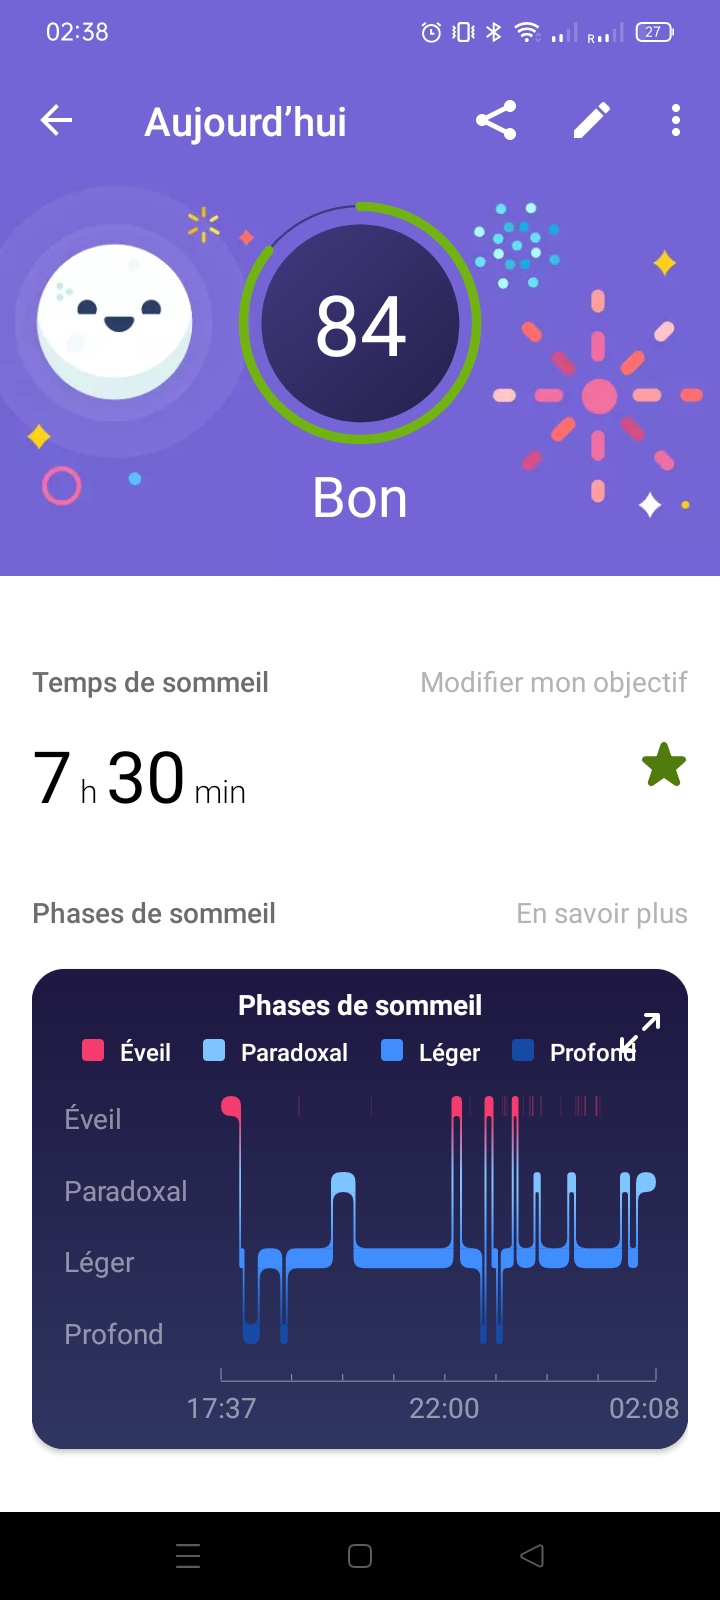 02:38
R
27
Aujourd’hui
84
Bon
Temps de sommeil
Modifier mon objectif
7 h 30 min
Phases de sommeil
En savoir plus
Phases de sommeil
Éveil Paradoxal Léger Profond
Éveil
Paradoxal
Léger
Profond
17:37 22:00 02:08